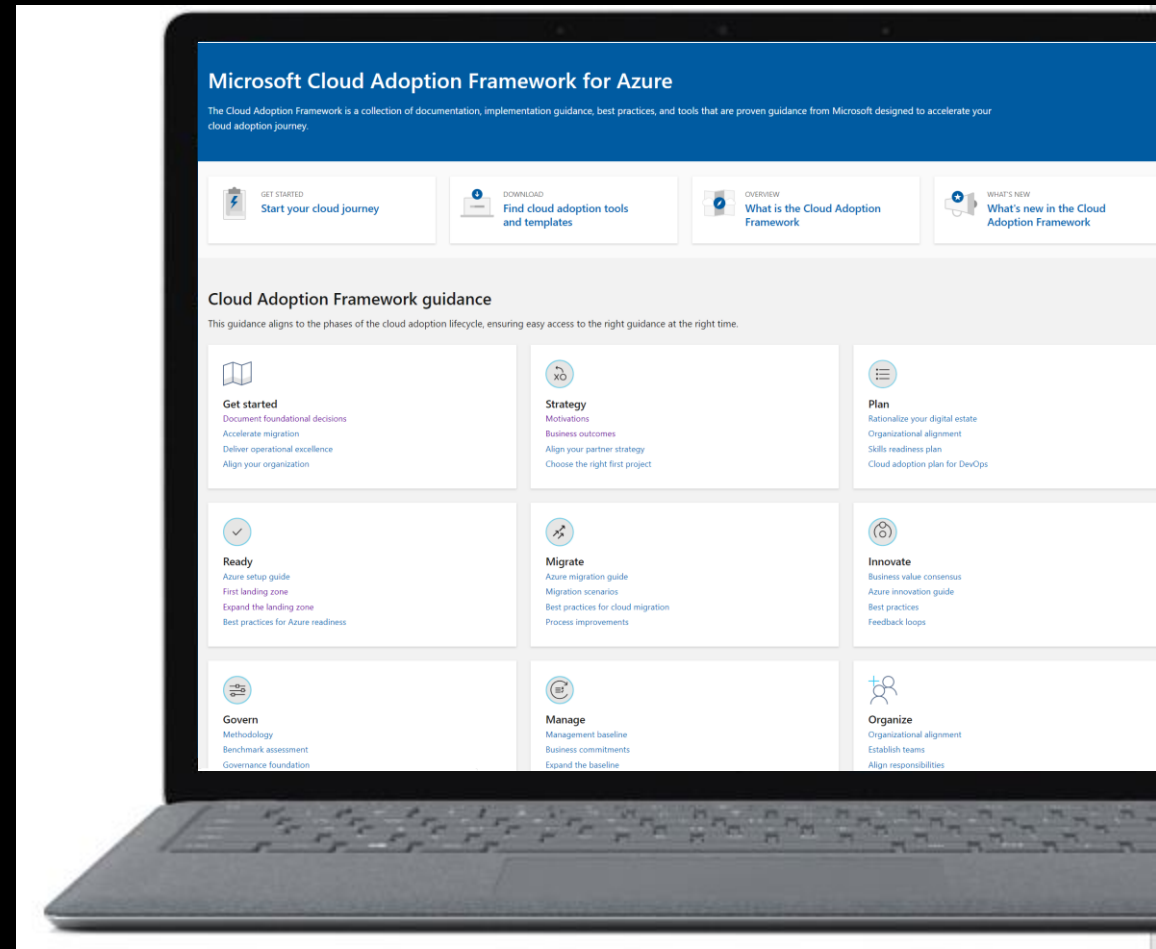 Microsoft Cloud Adoption Framework for Azure
The Cloud Adoption Framework is a collection of documentation, implementation guidance, best practices, and tools that are proven guidance from Microsoft designed to accelerate your
cloud adoption journey.
GET STARTED
Start your cloud journey
DOWNLOAD
Find cloud adoption tools
and templates
OVERVIEW
What is the Cloud Adoption
Framework
WHAT'S NEW
What's new in the Cloud
Adoption Framework
Cloud Adoption Framework guidance
This guidance aligns to the phases of the cloud adoption lifecycle, ensuring easy access to the right guidance at the right time.
Get started
Document foundational decisions
Accelerate migration
Deliver operational excellence
Align your organization
Strategy
Motivations
Business outcomes
Align your partner strategy
Choose the right first project
Plan
Rationalize your digital estate
Organizational alignment
Skills readiness plan
Cloud adoption plan for DevOps
Ready
Azure setup guide
First landing zone
Expand the landing zone
Best practices for Azure readiness
Migrate
Azure migration guide
Migration scenarios
Best practices for cloud migration
Process improvements
Innovate
Business value consensus
Azure innovation guide
Best practices
Feedback loops
Govern
Methodology
Benchmark assessment
Governance foundation
Manage
Management baseline
Business commitments
Expand the baseline
Organize
Organizational alignment
Establish teams
Align responsibilities